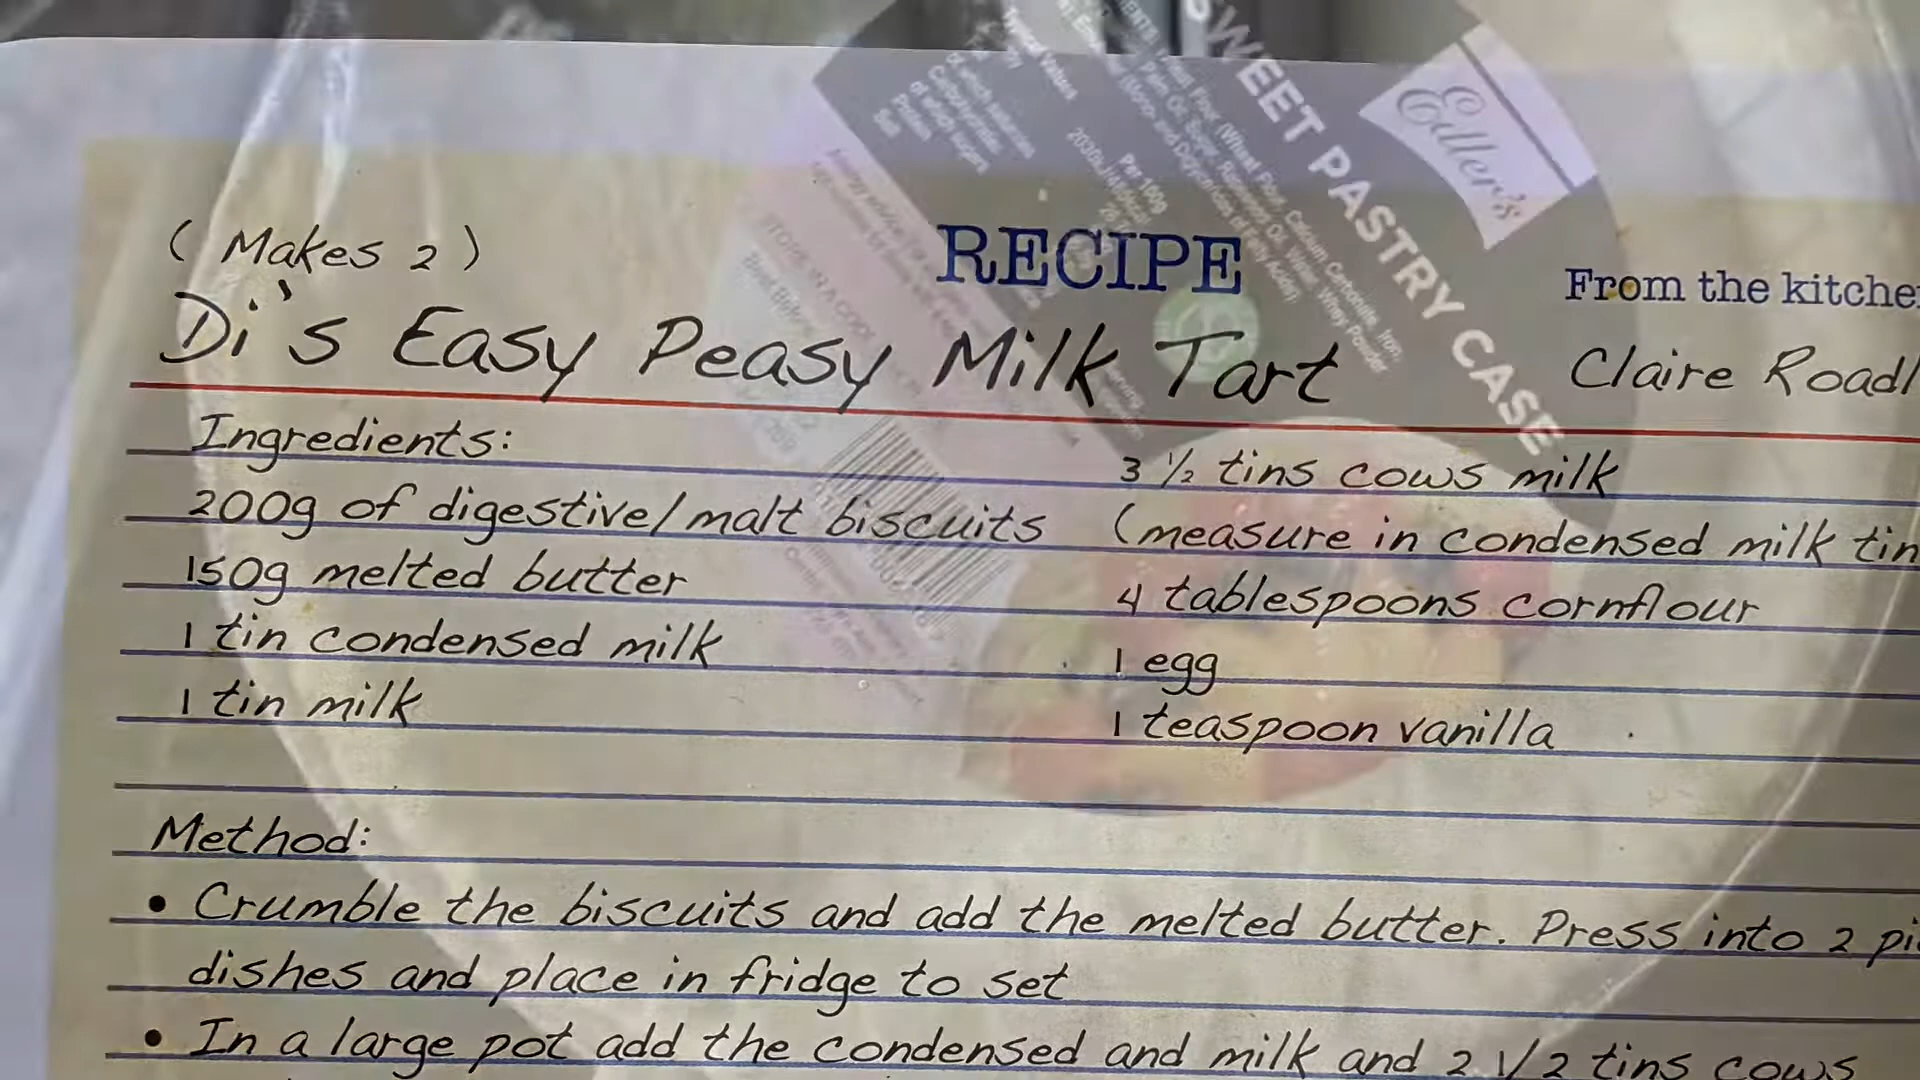 (Makes 2)
RECIPE
From the kitche
Di's Easy Peasy Milk Tart
Claire Roadl
Ingredients:
200g of digestive/malt biscuits
150g melted butter
1 tin condensed milk
1 tin milk
3 1/2 tins cows milk
(measure in condensed milk tin
4 tablespoons cornflour
1 egg
1 teaspoon vanilla
Method:
• Crumble the biscuits and add the melted butter. Press into 2 pi
dishes and place in fridge to set
• In a large pot add the condensed and milk and 2 1/2 tins cows
SWEET PASTRY CASE
Edler's
Per 100g